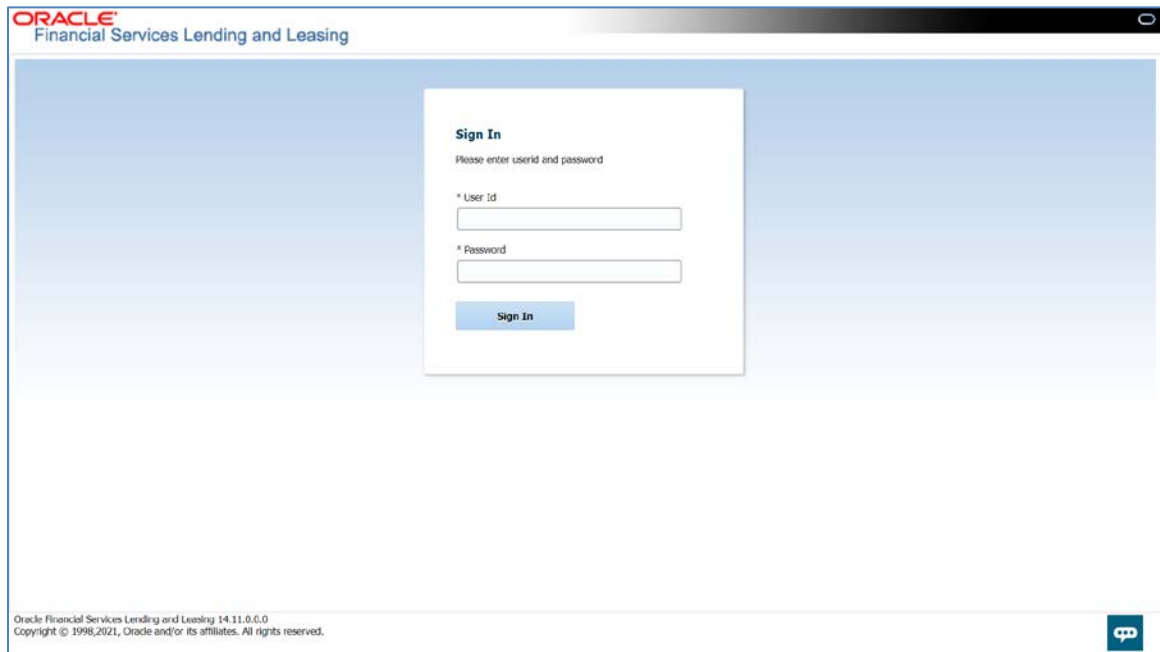 ORACLE®
Financial Services Lending and Leasing
Sign In
Please enter userid and password
* User Id
* Password
Sign In
Oracle Financial Services Lending and Leasing 14.11.0.0.0
Copyright © 1998,2021, Oracle and/or its affiliates. All rights reserved.